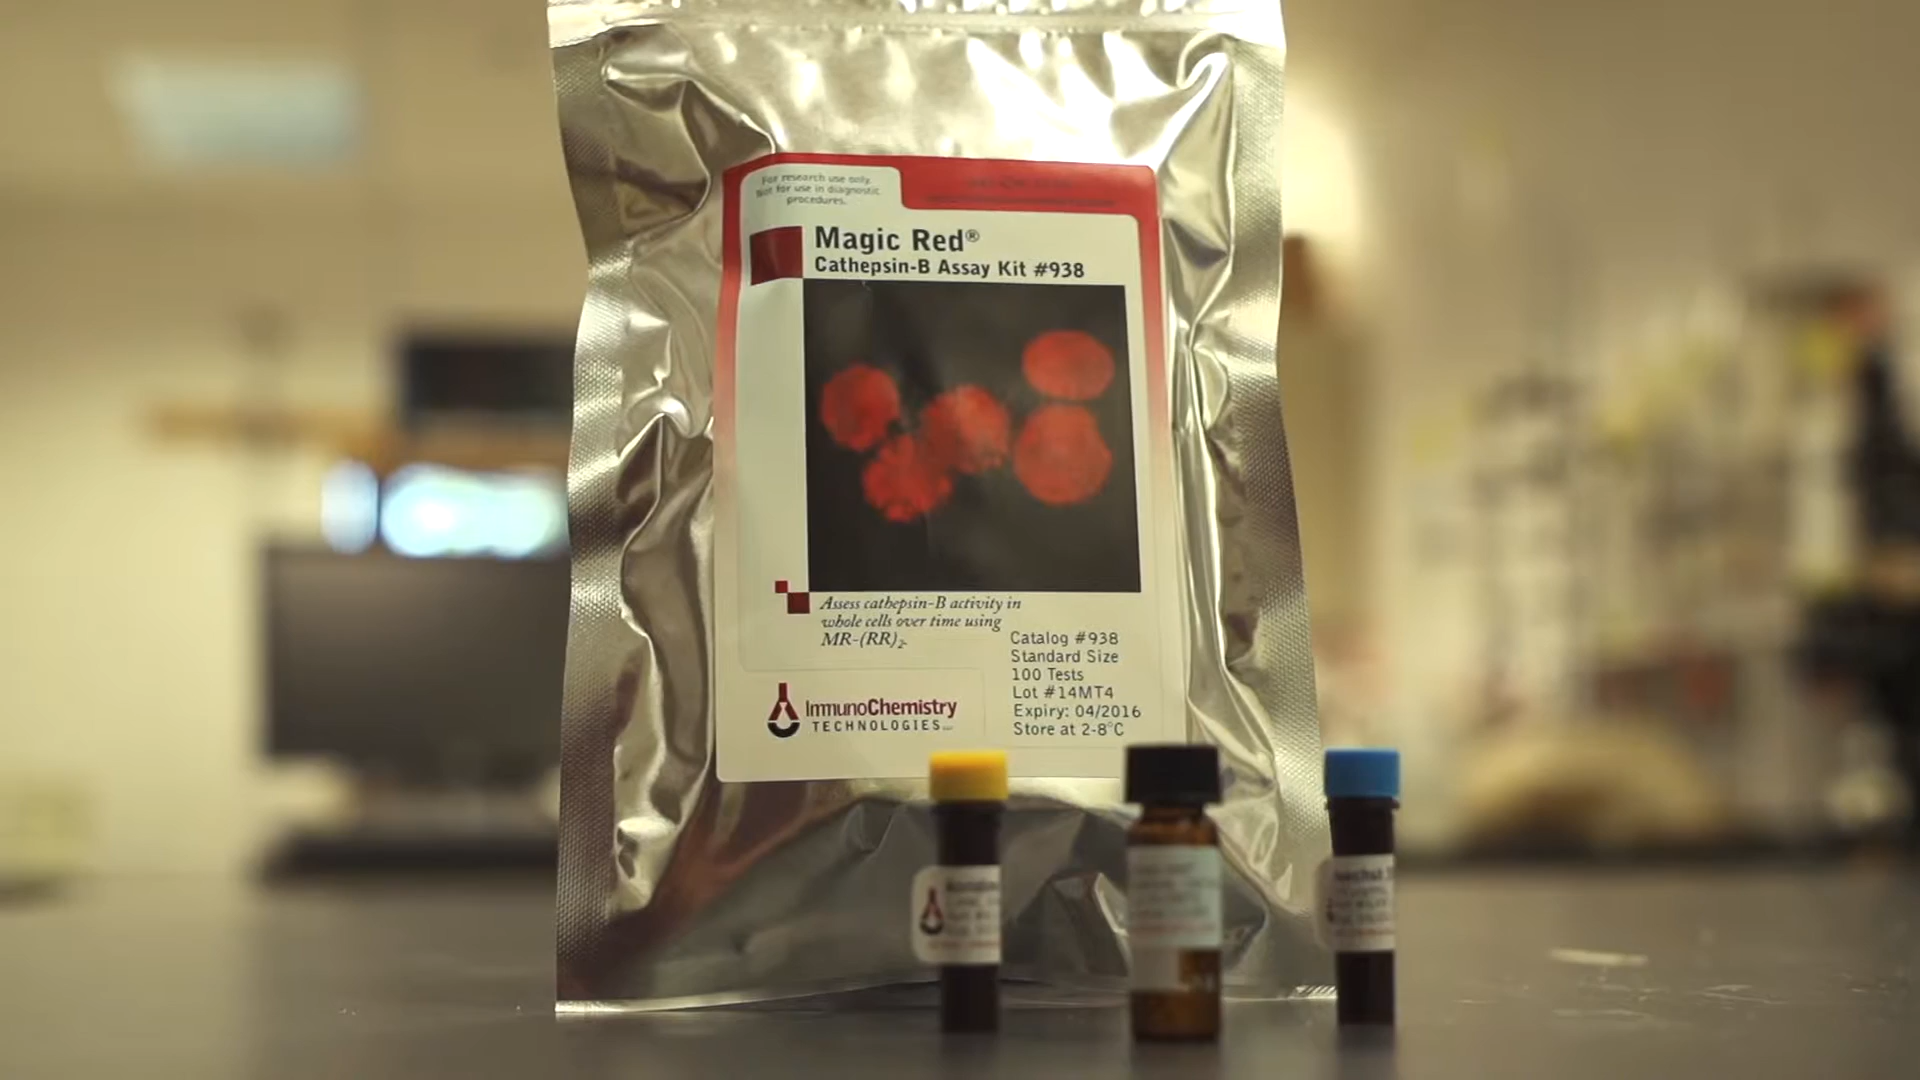 For research use only.
Not for use in diagnostic
procedures.
Magic Red®
Cathepsin-B Assay Kit #938
Assess cathepsin-B activity in
whole cells over time using
MR-(RR)2.
Catalog #938
Standard Size
100 Tests
Lot #14MT4
Expiry: 04/2016
Store at 2-8°C
ImmunoChemistry
TECHNOLOGIES